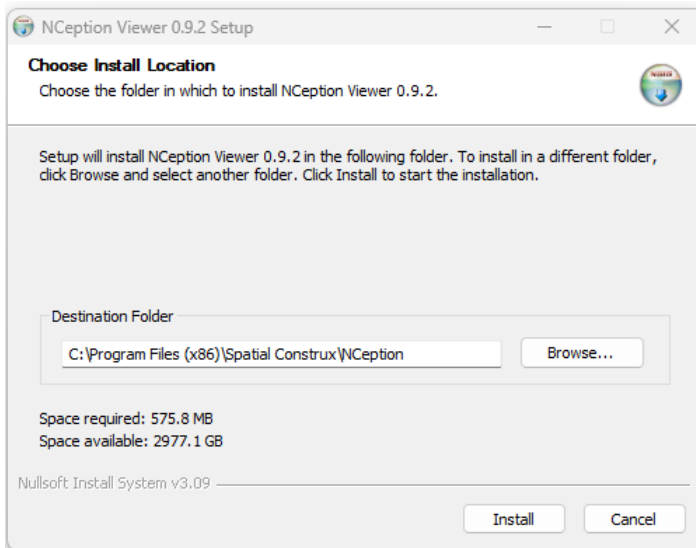 NCeption Viewer 0.9.2 Setup
Choose Install Location
Choose the folder in which to install NCeption Viewer 0.9.2.
Setup will install NCeption Viewer 0.9.2 in the following folder. To install in a different folder,
click Browse and select another folder. Click Install to start the installation.
Destination Folder
C:\Program Files (x86)\Spatial Construx\NCeption
Browse...
Space required: 575.8 MB
Space available: 2977.1 GB
Nullsoft Install System v3.09
Install
Cancel